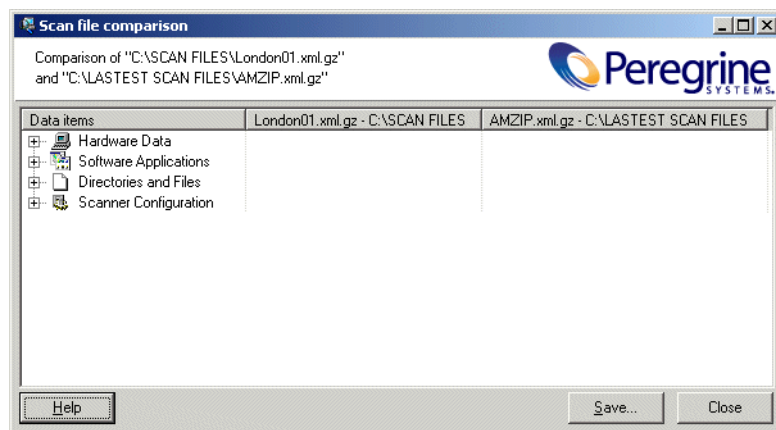 Scan file comparison
Comparison of "C:\SCAN FILES\London01.xml.gz"
and "C:\LASTEST SCAN FILES\AMZIP.xml.gz"
Peregrine
SYSTEMS.
Data items London01.xml.gz - C:\SCAN FILES AMZIP.xml.gz - C:\LASTEST SCAN FILES
Hardware Data
Software Applications
Directories and Files
Scanner Configuration
Help Save... Close